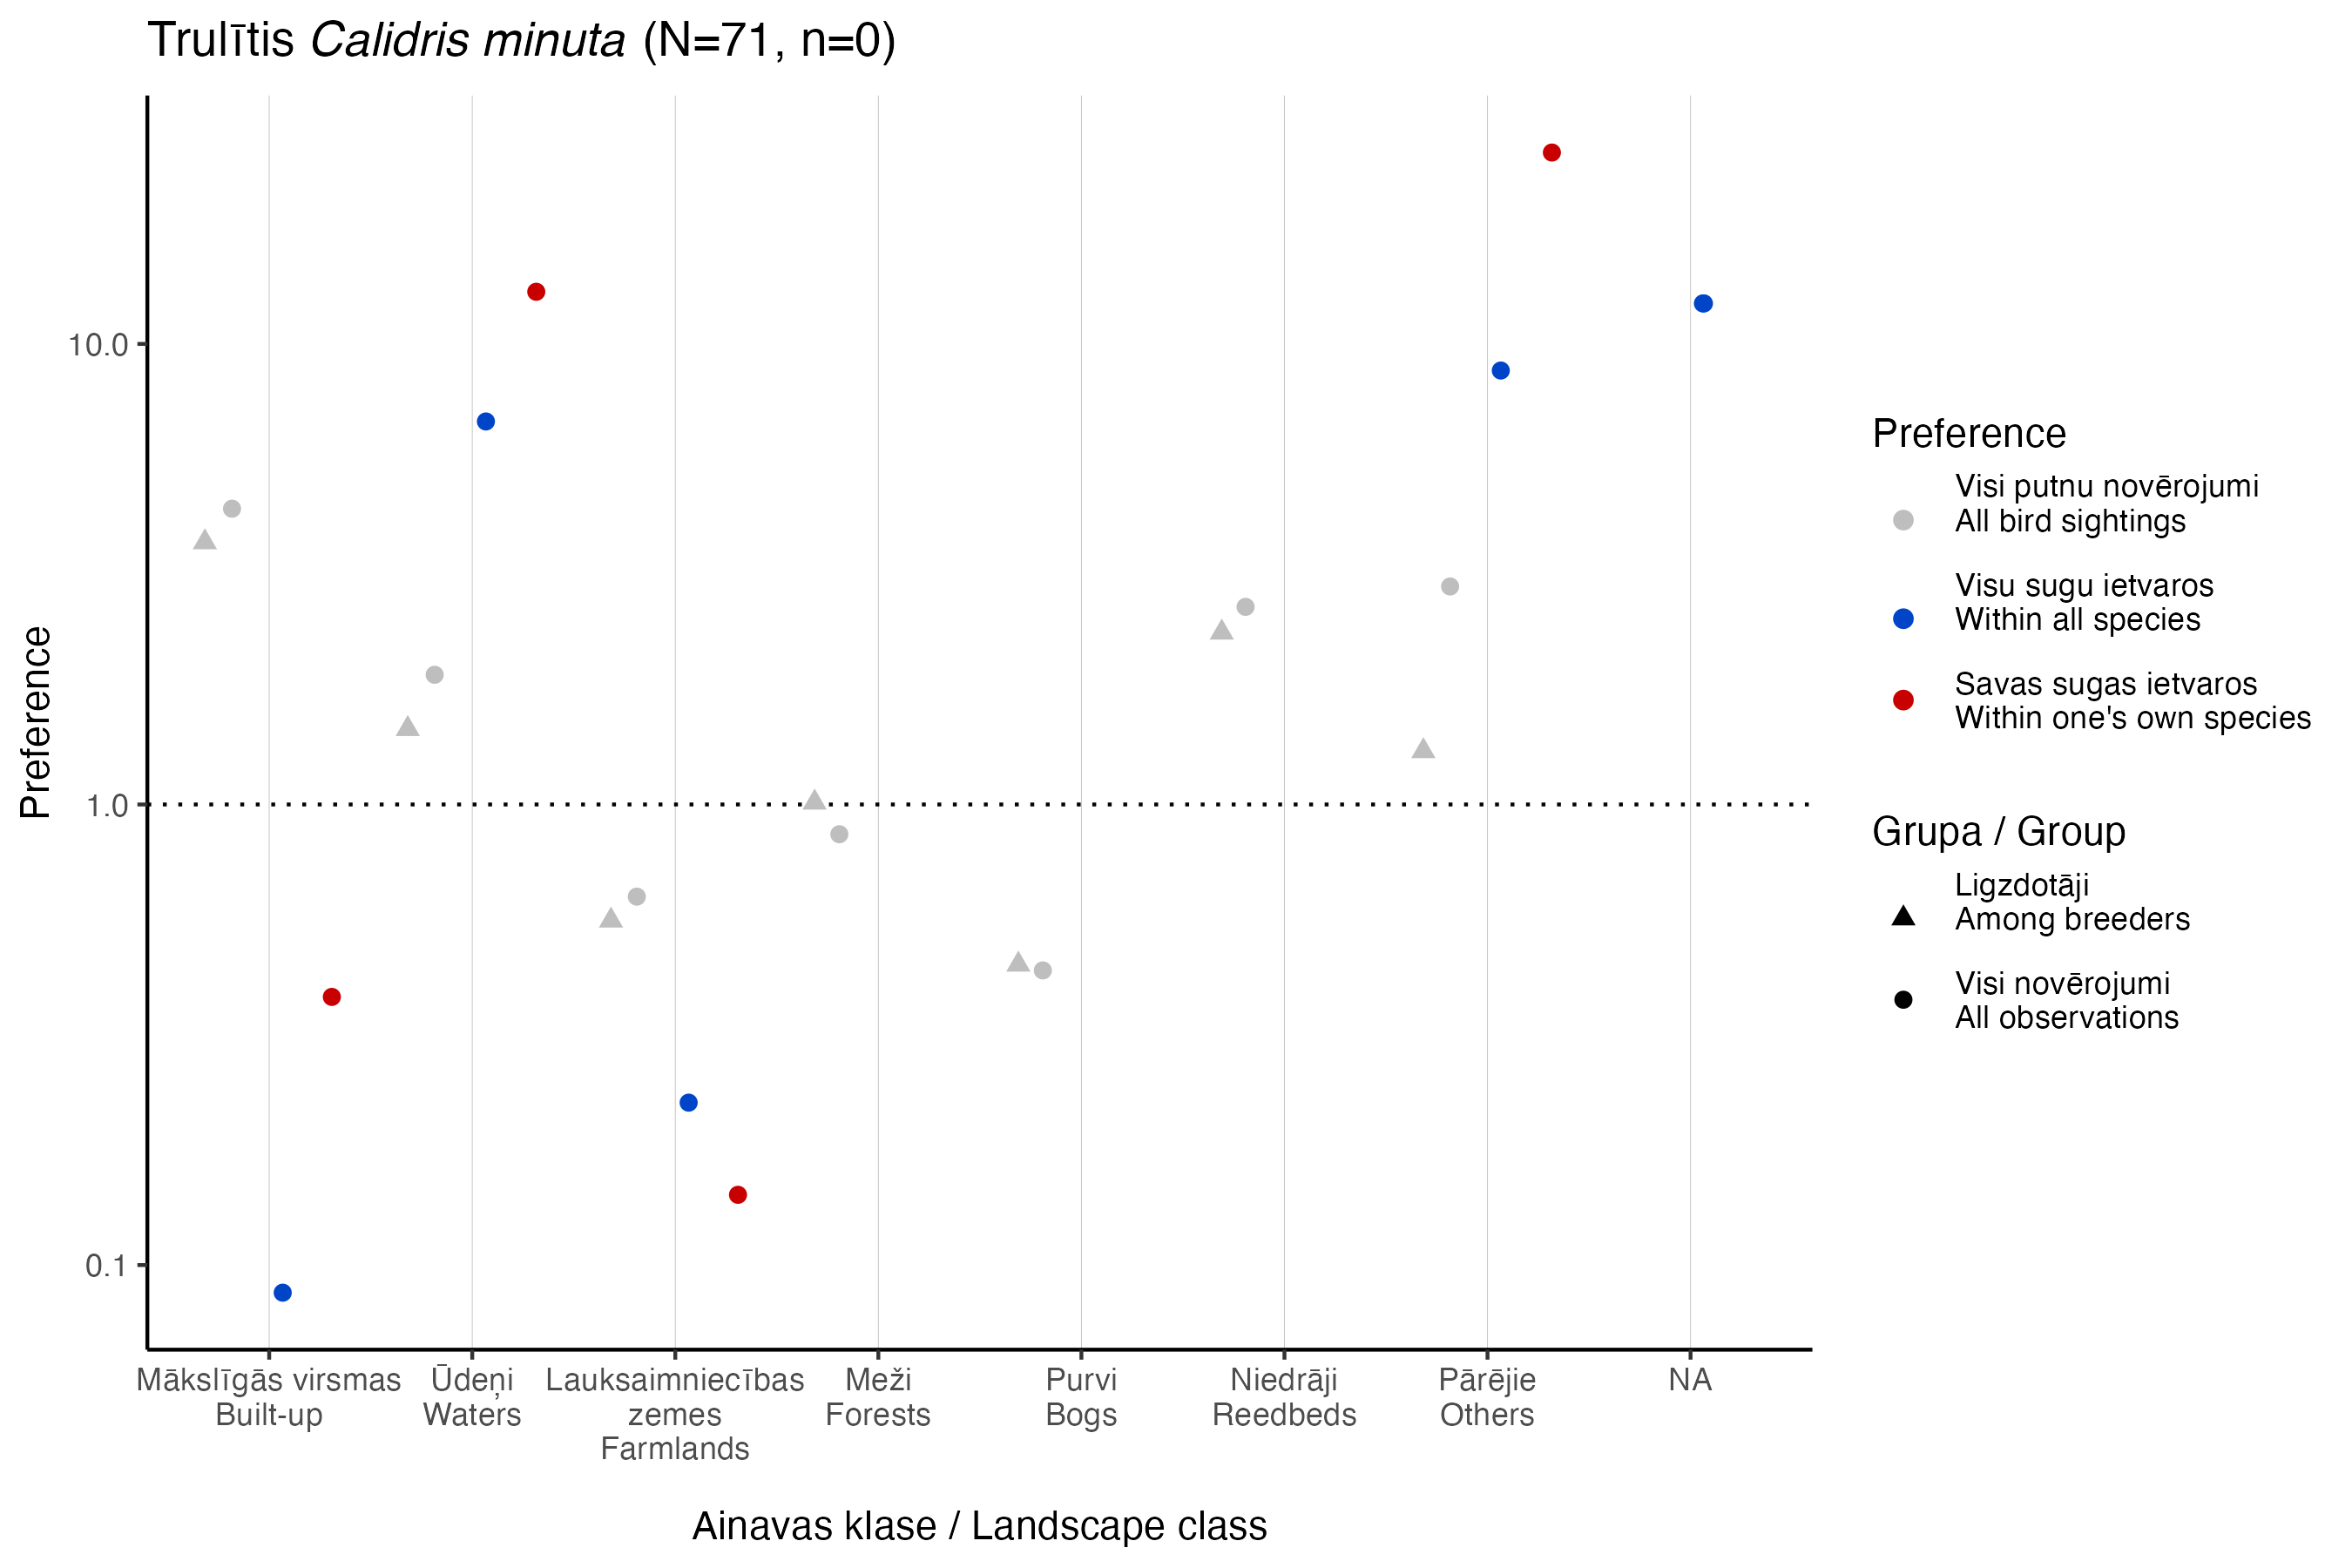 Trulītis Calidris minuta (N=71, n=0)
Preference
10.0
1.0
0.1
Mākslīgās virsmas
Built-up
Ūdeņi
Waters
Lauksaimniecības
zemes
Farmlands
Meži
Forests
Purvi
Bogs
Niedrāji
Reedbeds
Pārējie
Others
NA
Ainavas klase / Landscape class
Preference
Visi putnu novērojumi
All bird sightings
Visu sugu ietvaros
Within all species
Savas sugas ietvaros
Within one's own species
Grupa / Group
Ligzdotāji
Among breeders
Visi novērojumi
All observations